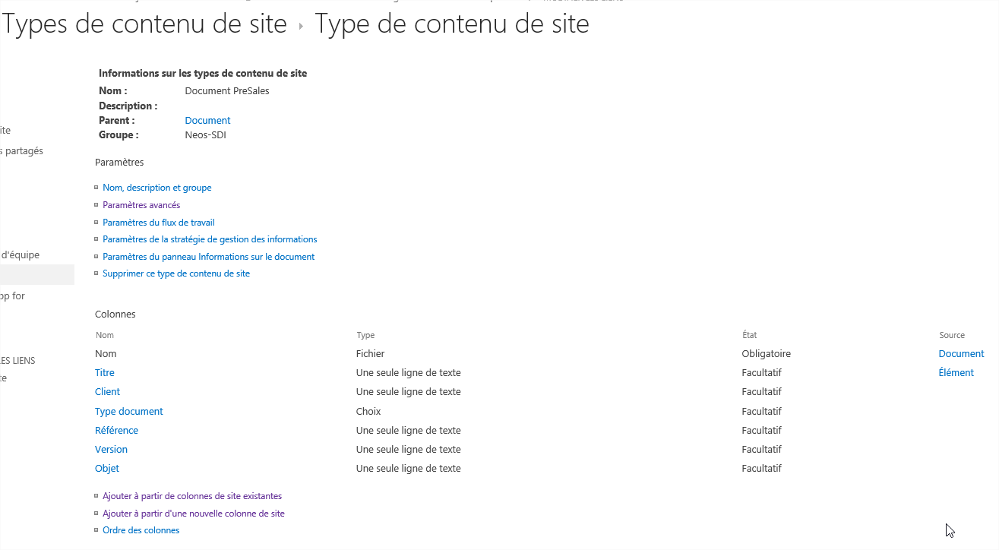 Types de contenu de site ▸ Type de contenu de site
Informations sur les types de contenu de site
Nom : Document PreSales
Description :
Parent : Document
ite
Groupe : Neos-SDI
partagés
Paramètres
Nom, description et groupe
Paramètres avancés
Paramètres du flux de travail
Paramètres de la stratégie de gestion des informations
d'équipe
Paramètres du panneau Informations sur le document
Supprimer ce type de contenu de site
pp for
Colonnes
Nom Type État Source
Nom Fichier Obligatoire Document
LES LIENS
Titre Une seule ligne de texte Facultatif Élément
te
Client Une seule ligne de texte Facultatif
Type document Choix Facultatif
Référence Une seule ligne de texte Facultatif
Version Une seule ligne de texte Facultatif
Objet Une seule ligne de texte Facultatif
Ajouter à partir de colonnes de site existantes
Ajouter à partir d'une nouvelle colonne de site
Ordre des colonnes